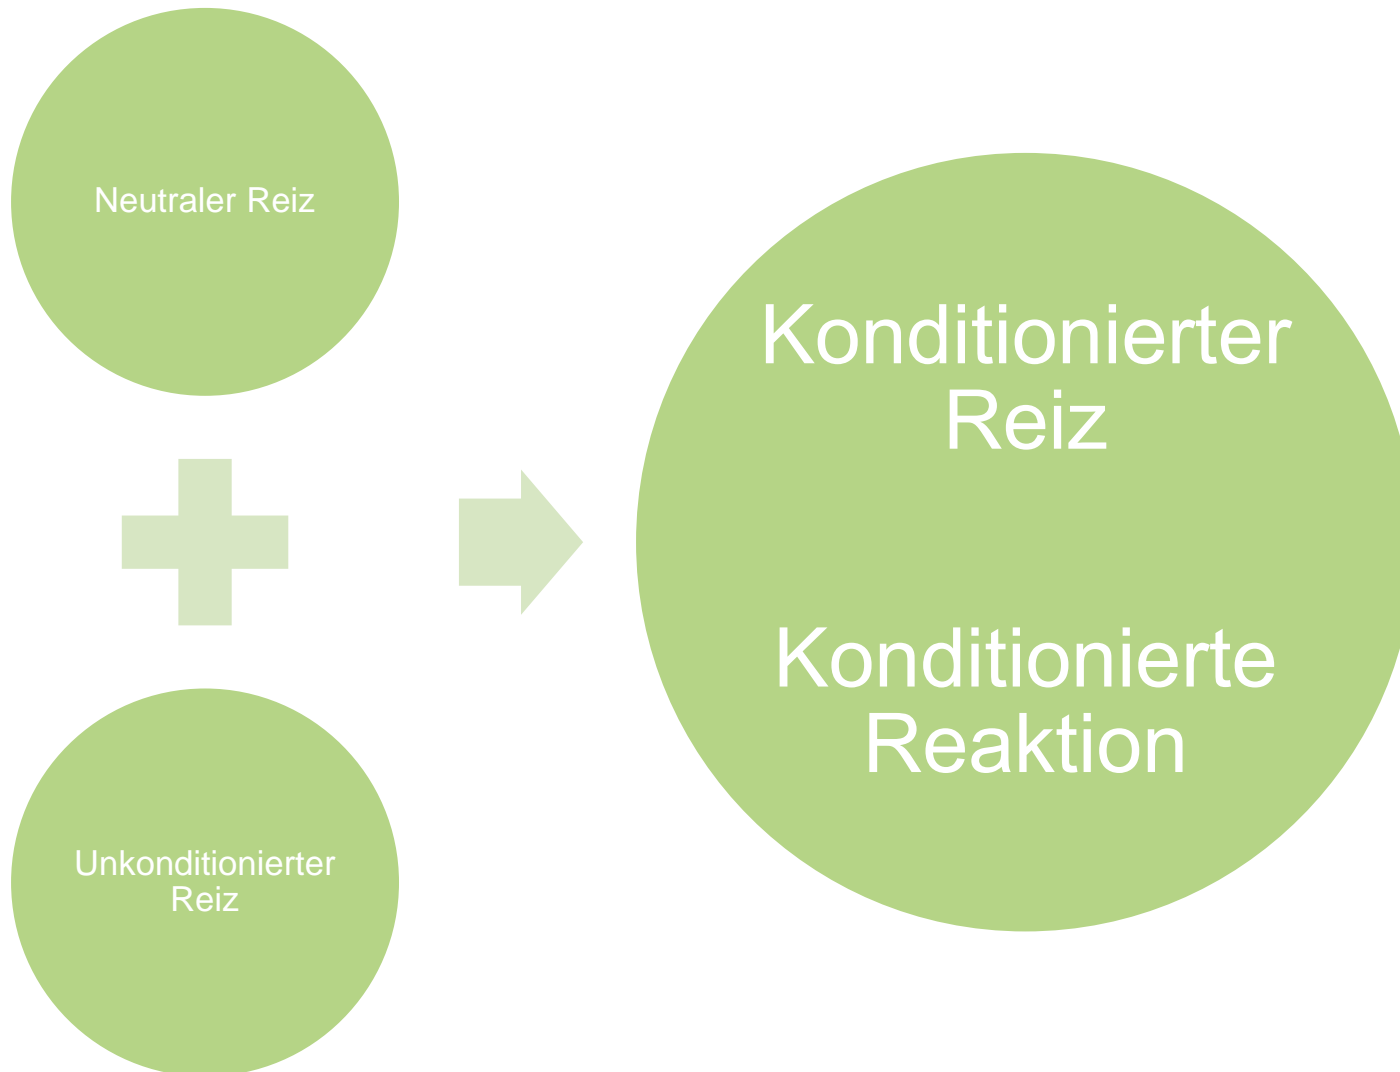 Neutraler Reiz
Unkonditionierter
Reiz
Konditionierter
Reiz
Konditionierte
Reaktion